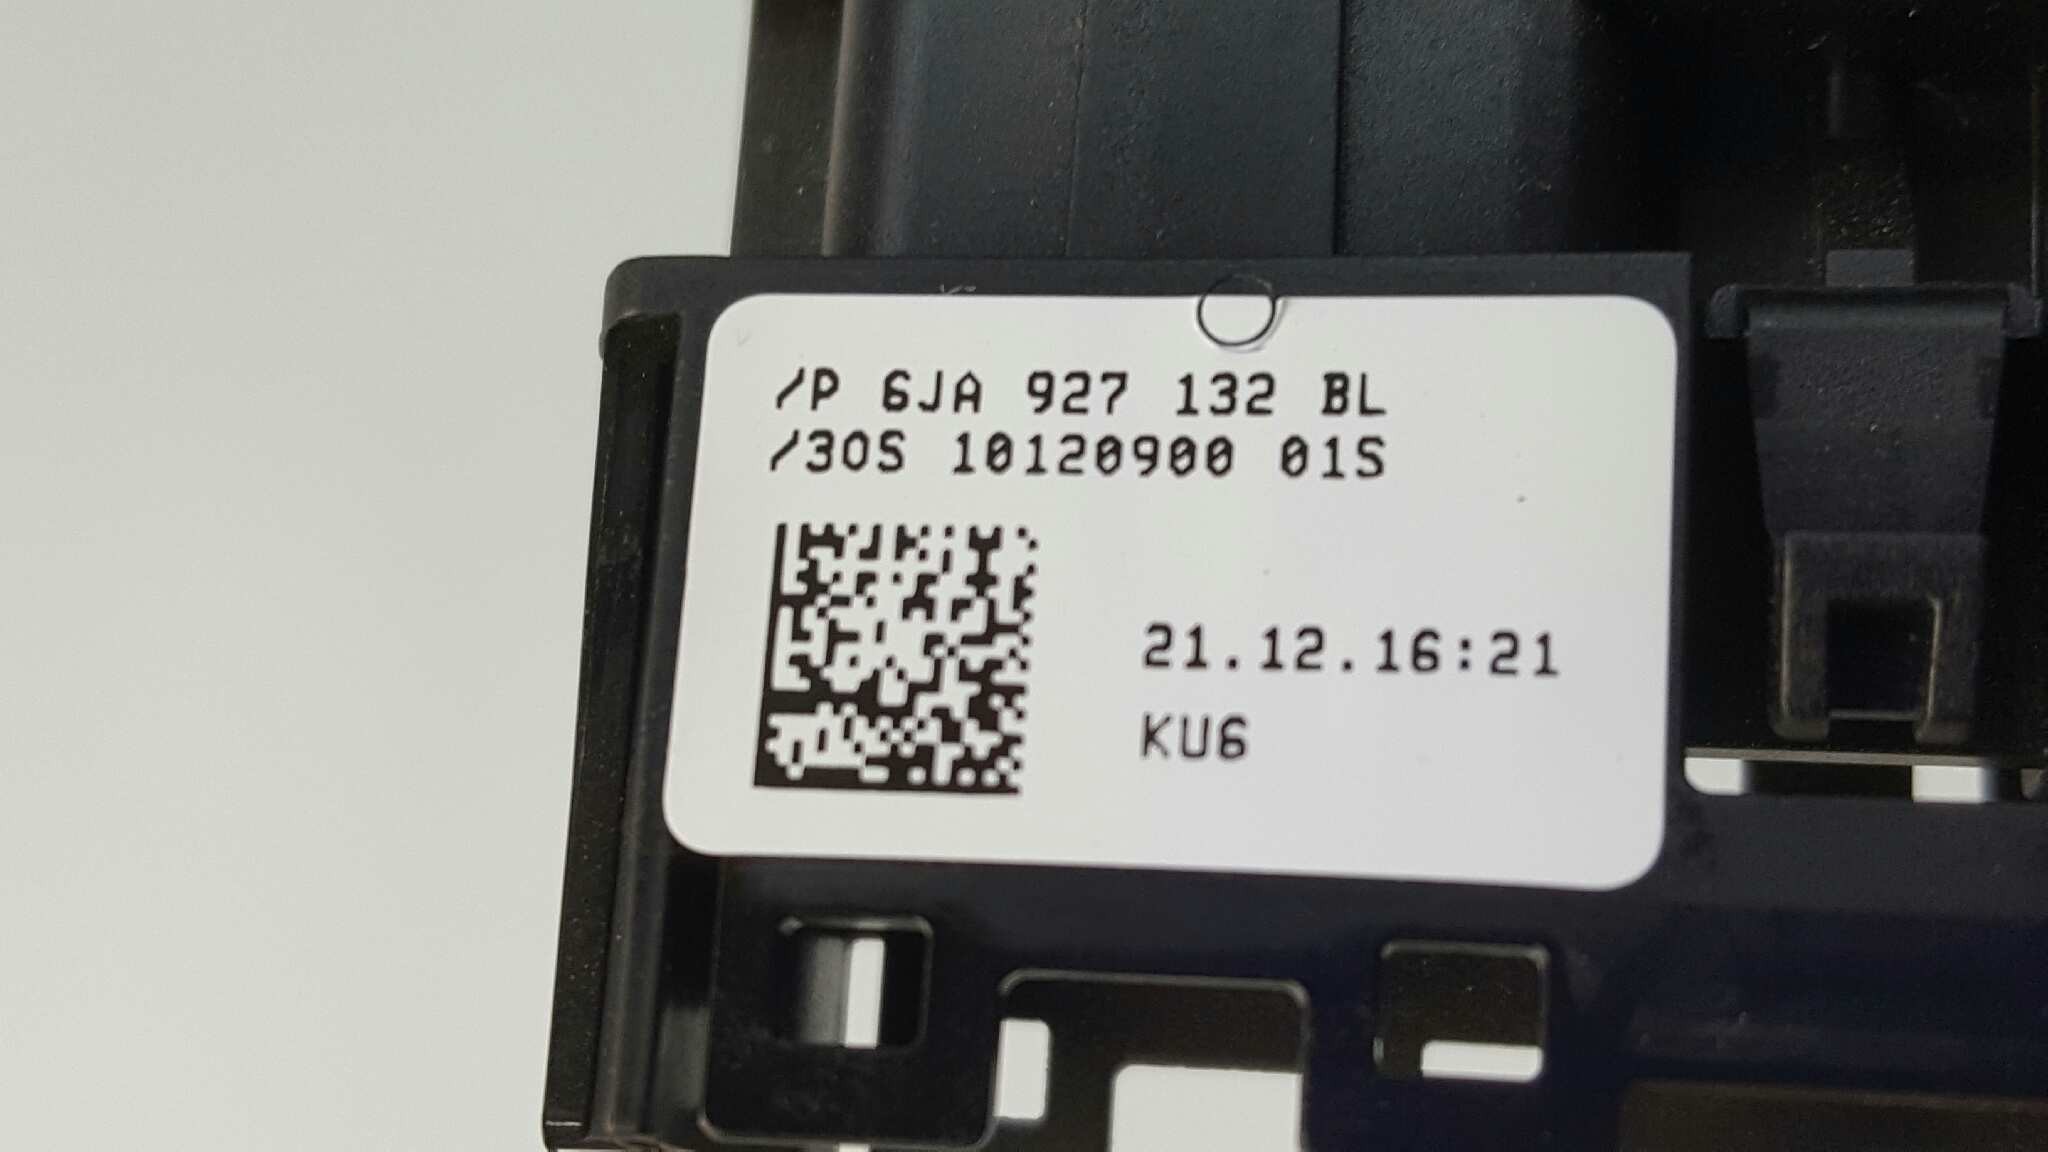 /P 6JA 927 132 BL
/30S 10120900 01S
21.12.16:21
KU6